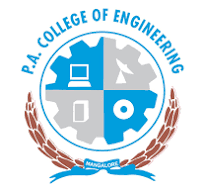 P.A. COLLEGE OF ENGINEERING
MANGALORE